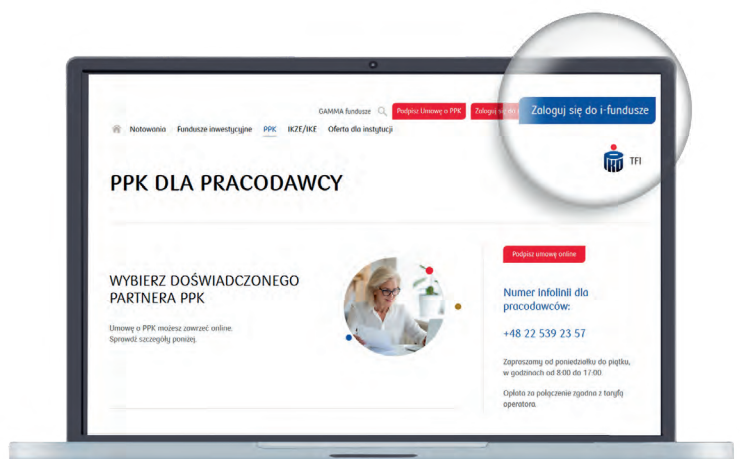 GAMMA fundusze
Podpisz Umowę o PPK
Zaloguj się do
Zaloguj się do i-fundusze
Notowania Fundusze inwestycyjne PPK IKZE/IKE Oferta dla instytucji
TFI
PPK DLA PRACODAWCY
WYBIERZ DOŚWIADCZONEGO
PARTNERA PPK
Umowę o PPK możesz zawrzeć online.
Sprawdź szczegóły poniżej.
Podpisz umowę online
Numer infolinii dla
pracodawców:
+48 22 539 23 57
Zapraszamy od poniedziałku do piątku,
w godzinach od 8:00 do 17:00.
Opłata za połączenie zgodna z taryfą
operatora.